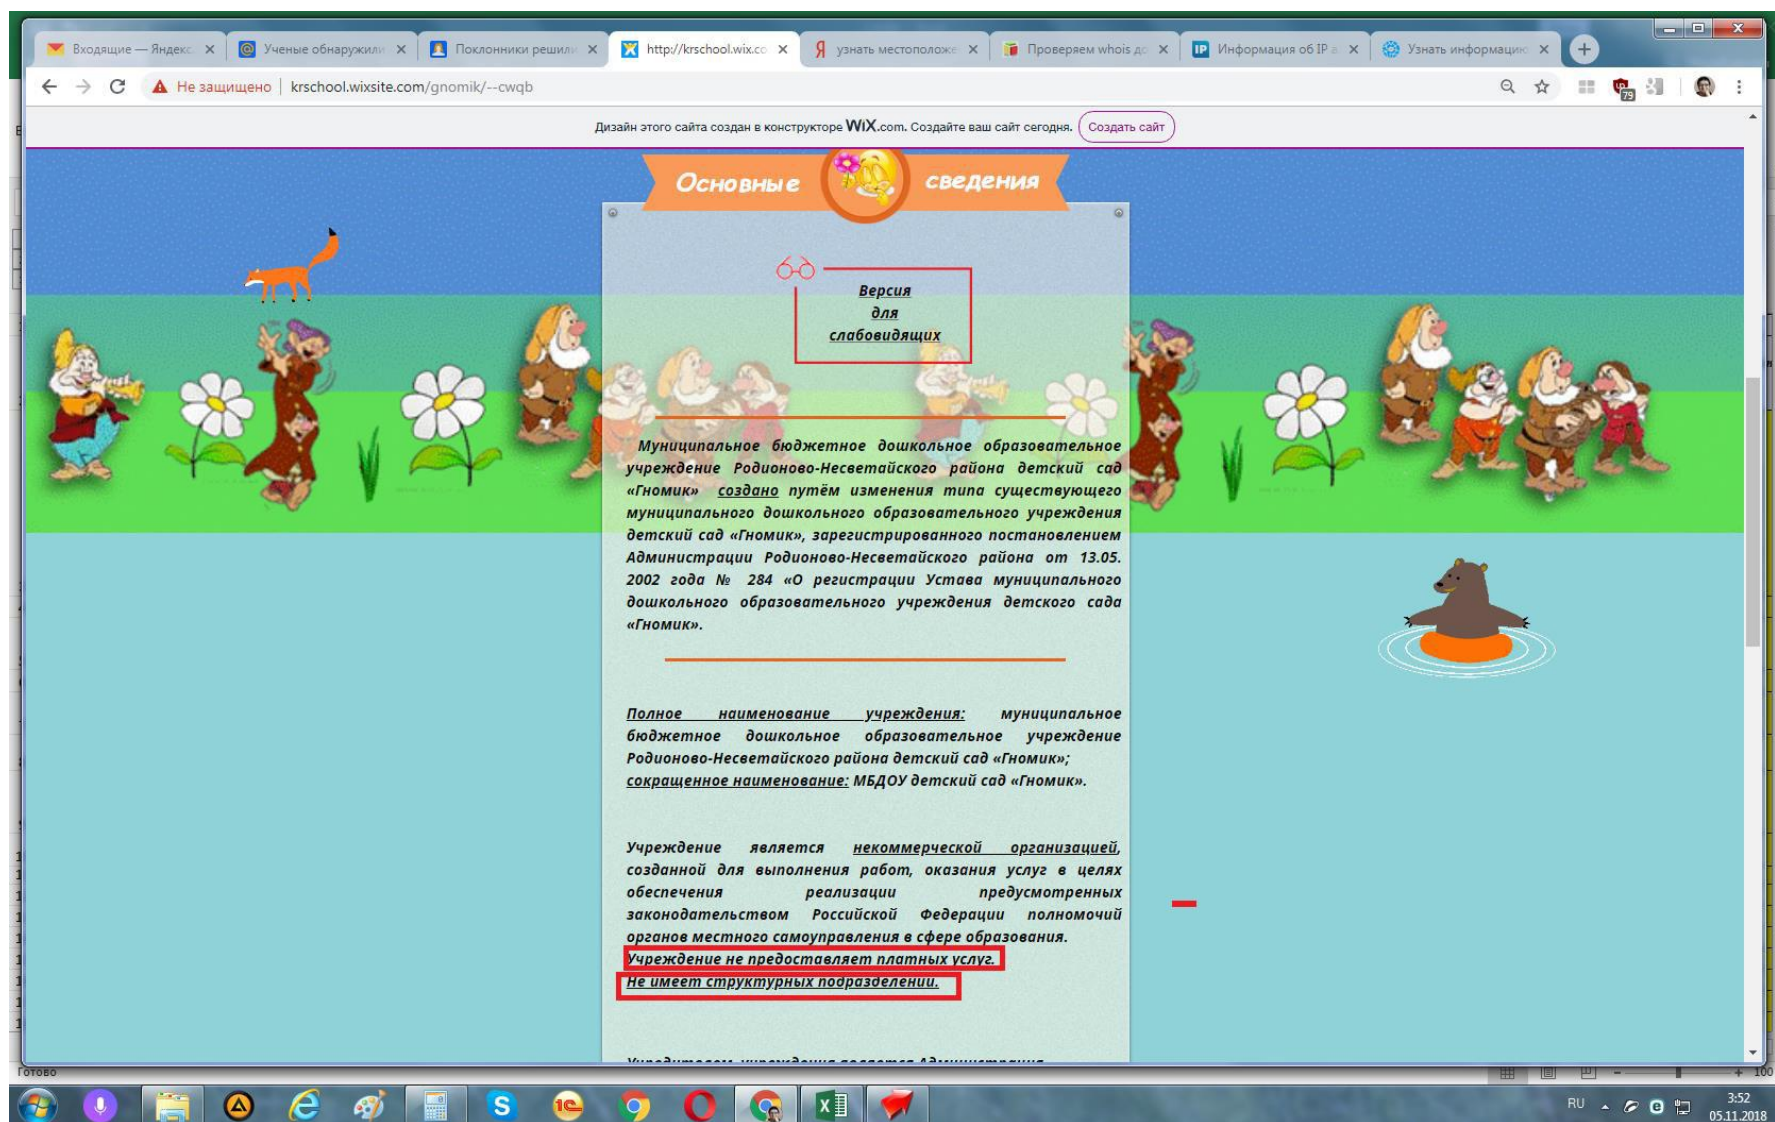 Входящие — Яндекс
Ученые обнаружили
Поклонники решили
http://krschool.wix.co
узнать местоположе
Проверяем whois до
Информация об IP а
Узнать информацию
Не защищено | krschool.wixsite.com/gnomik/--cwqb
79
Дизайн этого сайта создан в конструкторе WiX.com. Создайте ваш сайт сегодня. Создать сайт
Основные сведения
Версия
для
слабовидящих
Муниципальное бюджетное дошкольное образовательное
учреждение Родионово-Несветайского района детский сад
«Гномик» создано путём изменения типа существующего
муниципального дошкольного образовательного учреждения
детский сад «Гномик», зарегистрированного постановлением
Администрации Родионово-Несветайского района от 13.05.
2002 года № 284 «О регистрации Устава муниципального
дошкольного образовательного учреждения детского сада
«Гномик».
Полное наименование учреждения: муниципальное
бюджетное дошкольное образовательное учреждение
Родионово-Несветайского района детский сад «Гномик»;
сокращенное наименование: МБДОУ детский сад «Гномик».
Учреждение является некоммерческой организацией,
созданной для выполнения работ, оказания услуг в целях
обеспечения реализации предусмотренных
законодательством Российской Федерации полномочий
органов местного самоуправления в сфере образования.
Учреждение не предоставляет платных услуг.
Не имеет структурных подразделений.
Учредителем учреждения является Администрация
Готово
100
RU
3:52
05.11.2018